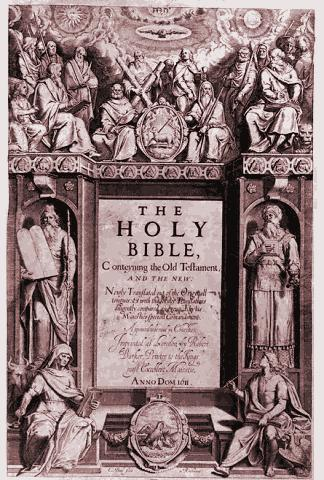 THE
HOLY
BIBLE,
Conteyning the Old Testament,
AND THE NEW:
Newly Translated out of the Originall
tongues: & with the former Translations
diligently compared and revised, by his
Maiesties speciall Comandement.
Appointed to be read in Churches.
Imprinted at London by Robert
Barker, Printer to the Kings
most Excellent Maiestie.
ANNO DOM. 1611.